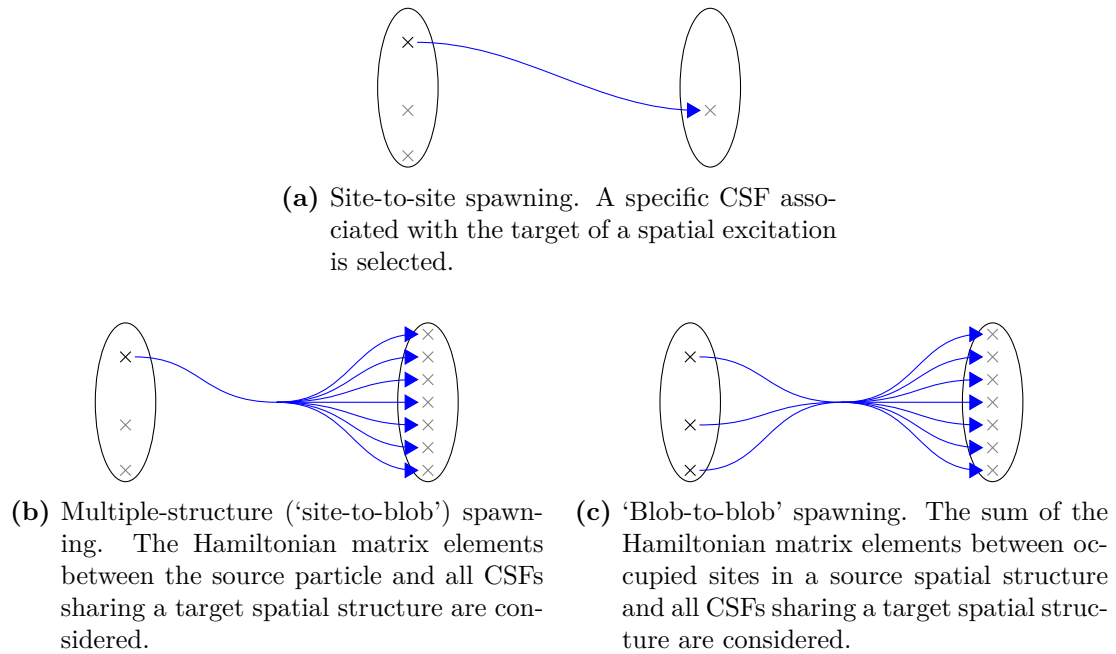 (a) Site-to-site spawning. A specific CSF asso-
ciated with the target of a spatial excitation
is selected.
(b) Multiple-structure (‘site-to-blob’) spawn-
ing. The Hamiltonian matrix elements
between the source particle and all CSFs
sharing a target spatial structure are con-
sidered.
(c) ‘Blob-to-blob’ spawning. The sum of the
Hamiltonian matrix elements between oc-
cupied sites in a source spatial structure
and all CSFs sharing a target spatial struc-
ture are considered.